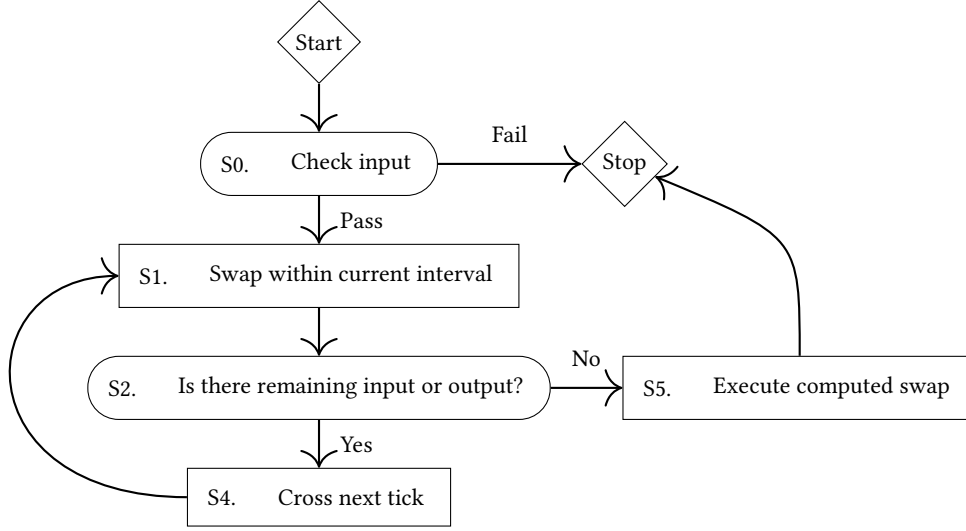 Start
S0. Check input
Fail
Stop
Pass
S1. Swap within current interval
S2. Is there remaining input or output?
No
S5. Execute computed swap
Yes
S4. Cross next tick